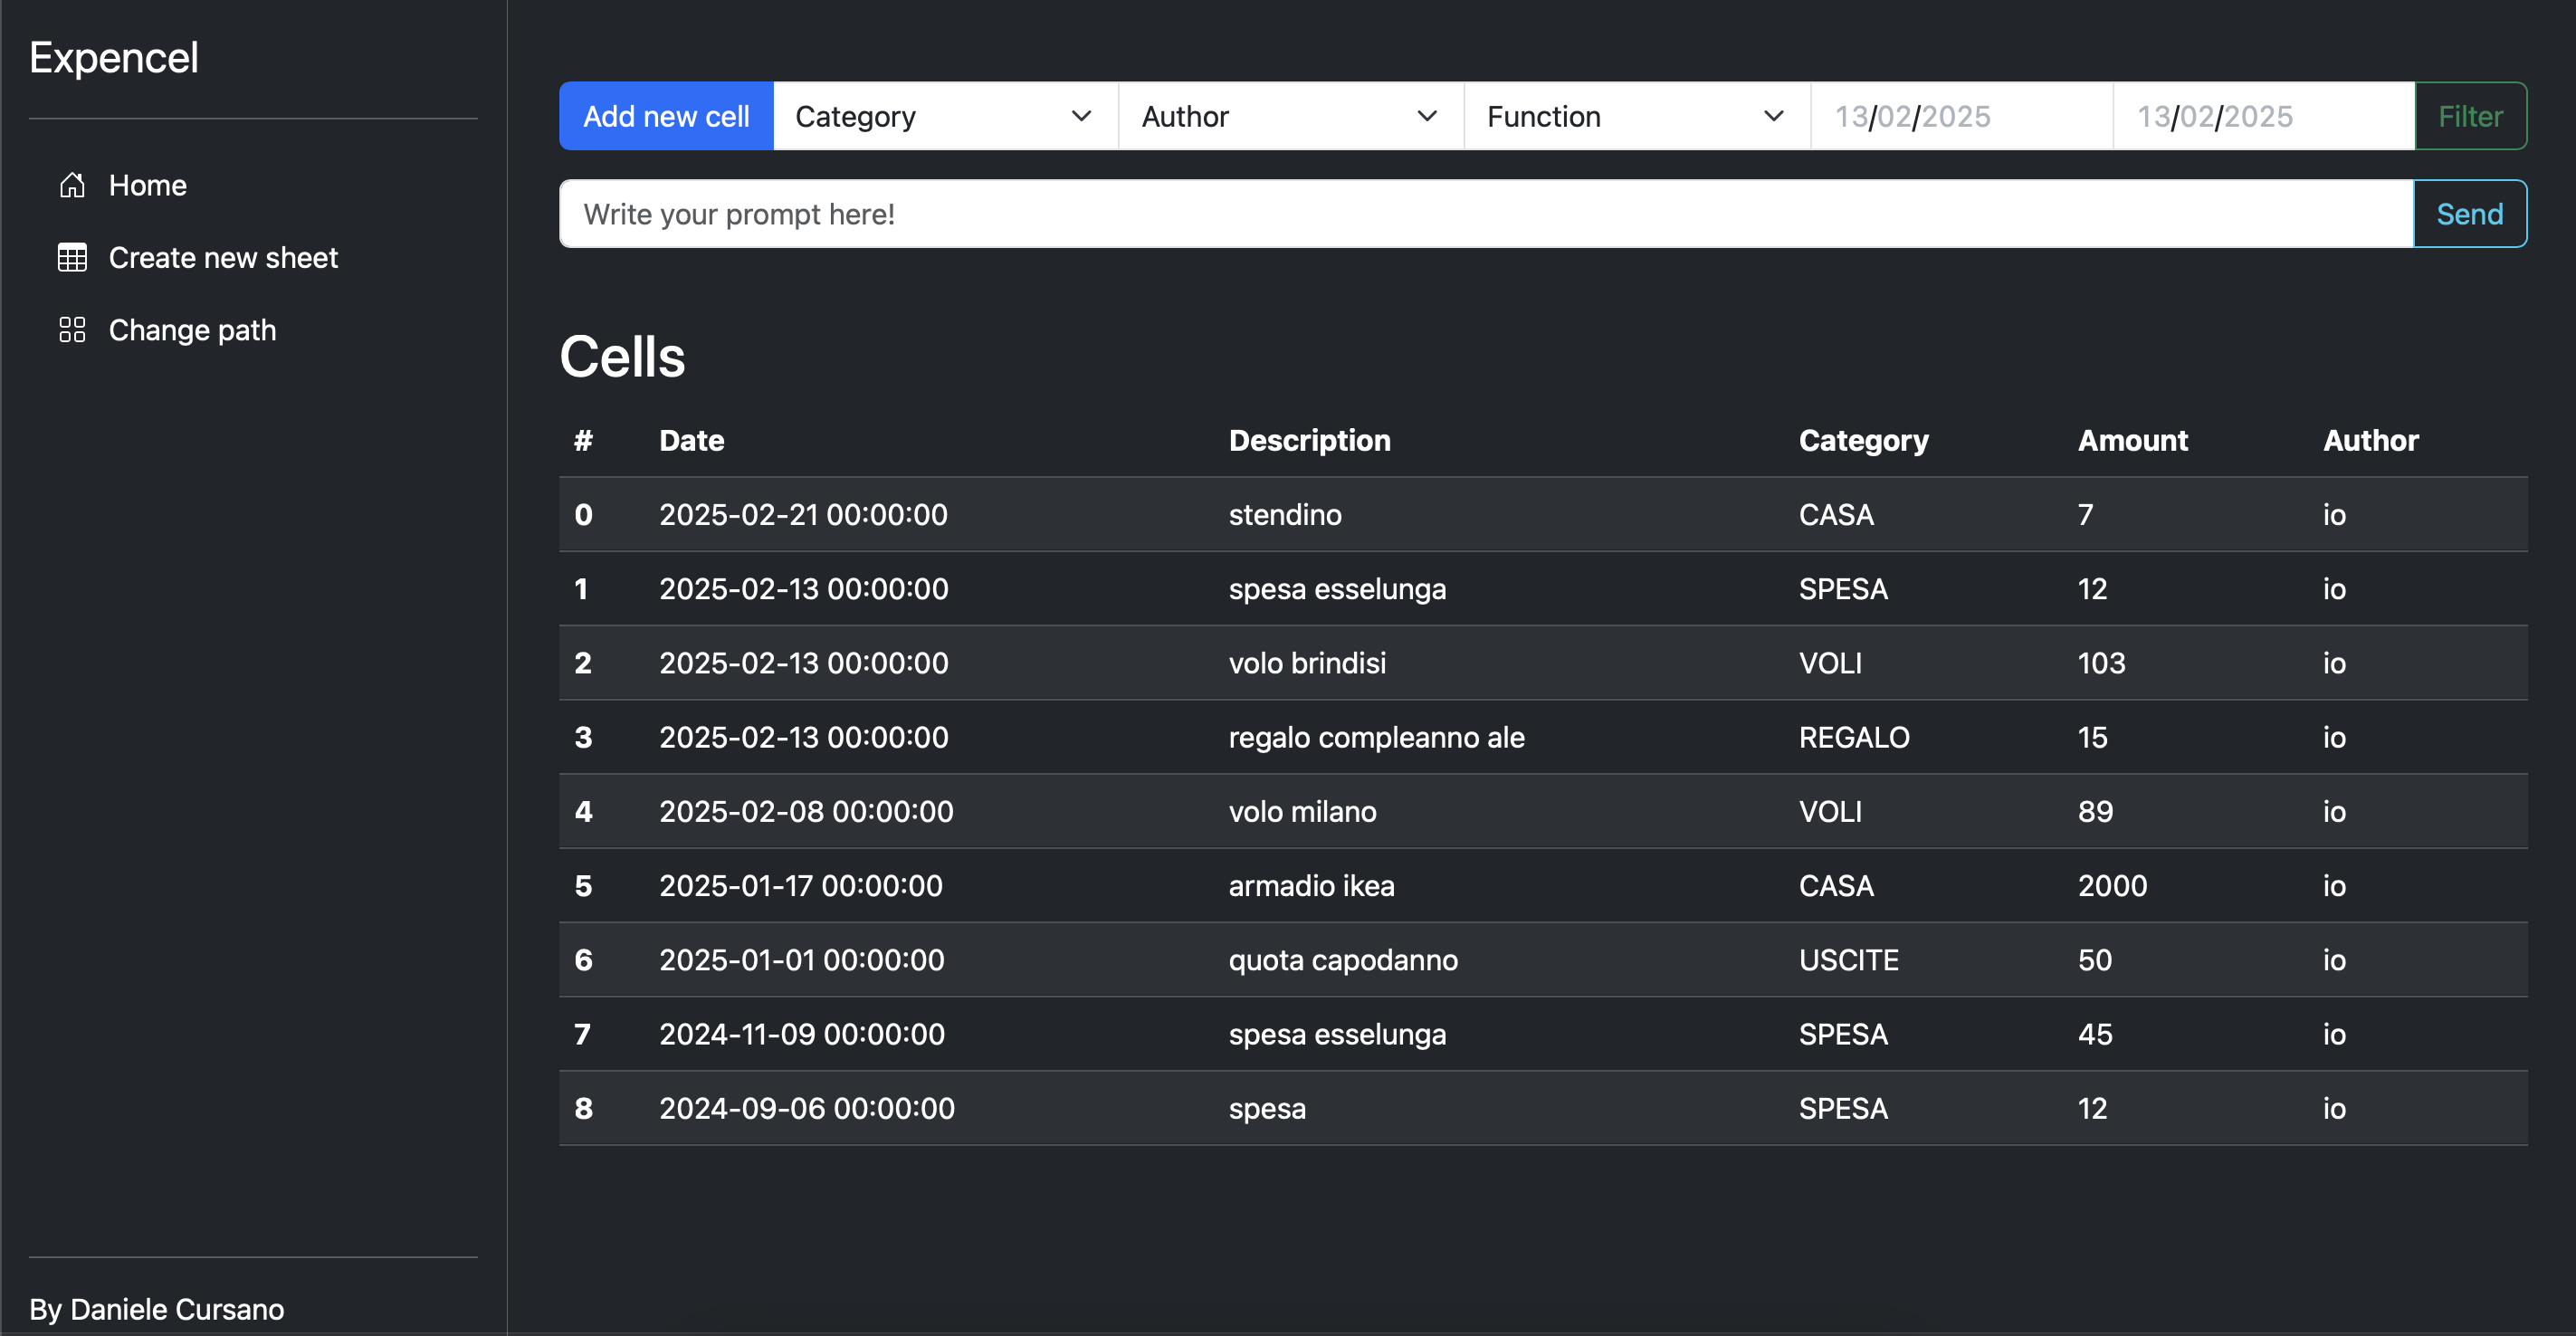 Expencel
Home
Create new sheet
Change path
By Daniele Cursano
Add new cell Category Author Function 13/02/2025 13/02/2025 Filter
Write your prompt here! Send
Cells
# Date Description Category Amount Author
0 2025-02-21 00:00:00 stendino CASA 7 io
1 2025-02-13 00:00:00 spesa esselunga SPESA 12 io
2 2025-02-13 00:00:00 volo brindisi VOLI 103 io
3 2025-02-13 00:00:00 regalo compleanno ale REGALO 15 io
4 2025-02-08 00:00:00 volo milano VOLI 89 io
5 2025-01-17 00:00:00 armadio ikea CASA 2000 io
6 2025-01-01 00:00:00 quota capodanno USCITE 50 io
7 2024-11-09 00:00:00 spesa esselunga SPESA 45 io
8 2024-09-06 00:00:00 spesa SPESA 12 io